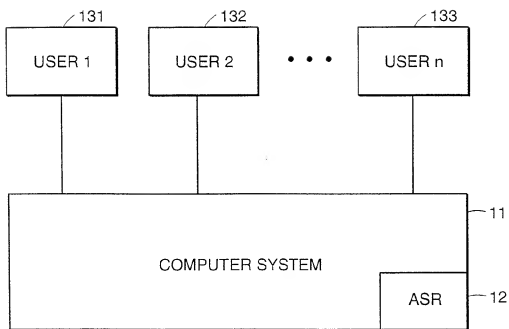 131
132
133
USER 1
USER 2
• • •
USER n
11
COMPUTER SYSTEM
12
ASR